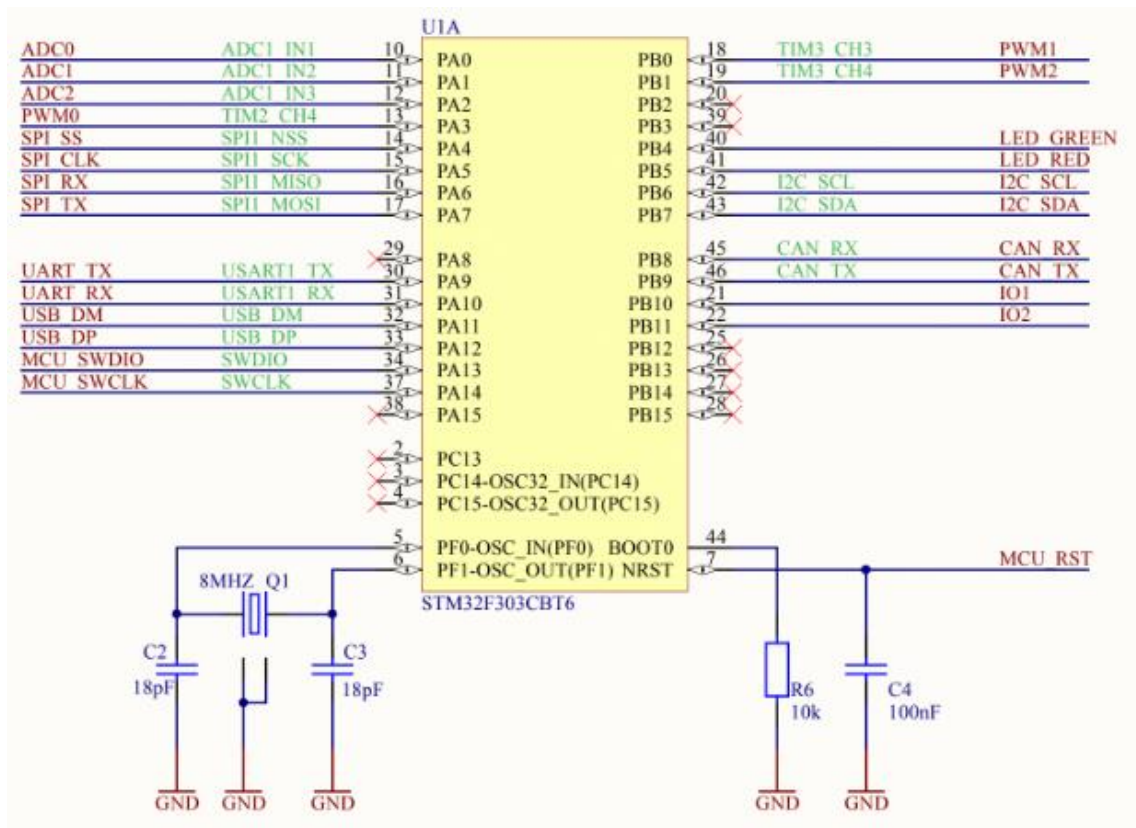 U1A
ADC0 ADC1_IN1 10 PA0 PB0 18 TIM3_CH3 PWM1
ADC1 ADC1_IN2 11 PA1 PB1 19 TIM3_CH4 PWM2
ADC2 ADC1_IN3 12 PA2 PB2 20
PWM0 TIM2_CH4 13 PA3 PB3 39
SPI_SS SPI1_NSS 14 PA4 PB4 40 LED_GREEN
SPI_CLK SPI1_SCK 15 PA5 PB5 41 LED_RED
SPI_RX SPI1_MISO 16 PA6 PB6 42 I2C_SCL I2C_SCL
SPI_TX SPI1_MOSI 17 PA7 PB7 43 I2C_SDA I2C_SDA
29 PA8 PB8 45 CAN_RX CAN_RX
UART_TX USART1_TX 30 PA9 PB9 46 CAN_TX CAN_TX
UART_RX USART1_RX 31 PA10 PB10 21 IO1
USB_DM USB_DM 32 PA11 PB11 22 IO2
USB_DP USB_DP 33 PA12 PB12 25
MCU_SWDIO SWDIO 34 PA13 PB13 26
MCU_SWCLK SWCLK 37 PA14 PB14 27
38 PA15 PB15 28
2 PC13
3 PC14-OSC32_IN(PC14)
4 PC15-OSC32_OUT(PC15)
5 PF0-OSC_IN(PF0) BOOT0 44
6 PF1-OSC_OUT(PF1) NRST 7 MCU_RST
8MHZ Q1
STM32F303CBT6
C2 C3
18pF 18pF
R6 C4
10k 100nF
GND GND GND GND GND